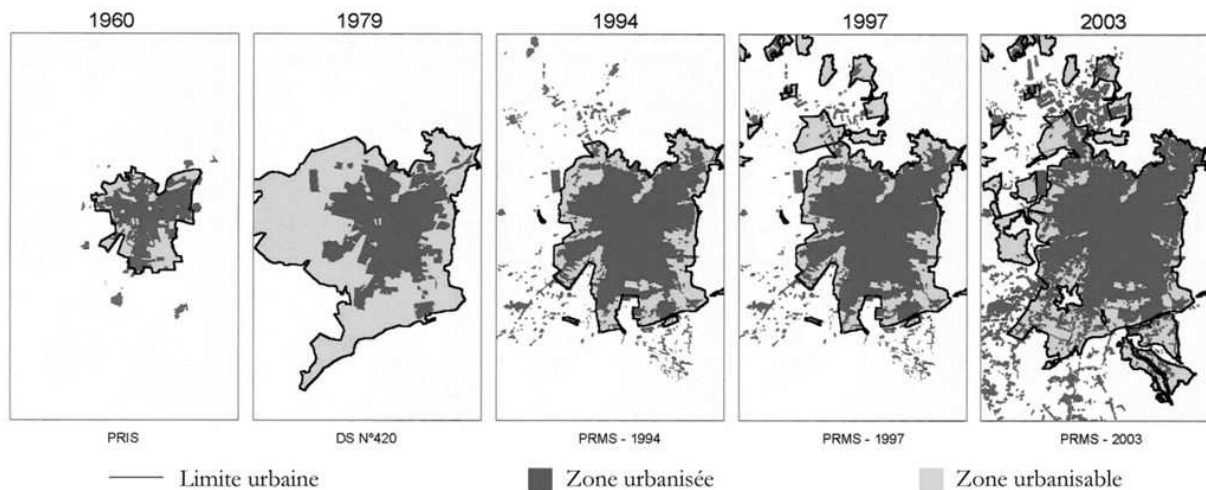 1960 1979 1994 1997 2003
PRIS DS N°420 PRMS - 1994 PRMS - 1997 PRMS - 2003
Limite urbaine Zone urbanisée Zone urbanisable